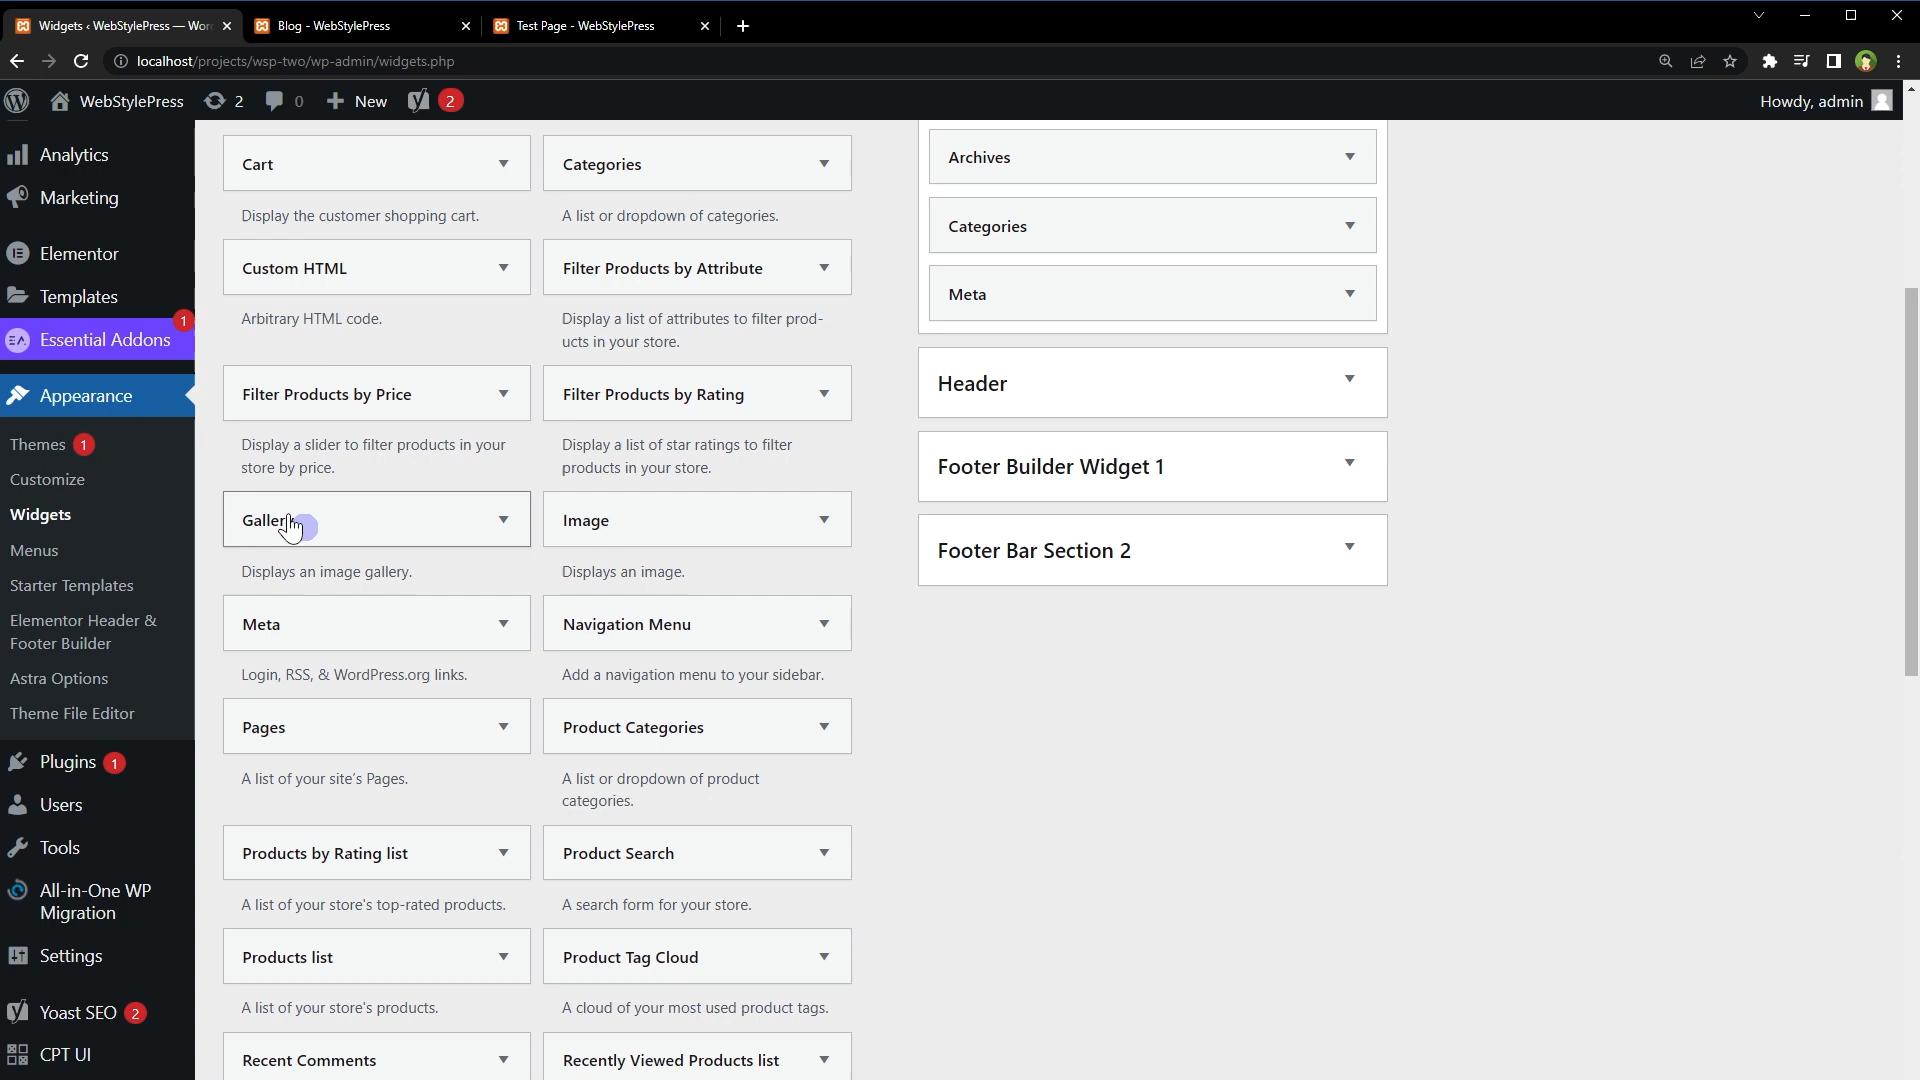 Widgets ‹ WebStylePress — Wor
Blog - WebStylePress
Test Page - WebStylePress
localhost/projects/wsp-two/wp-admin/widgets.php
WebStylePress
2
0
New
2
Howdy, admin
Analytics
Marketing
Elementor
Templates
1
Essential Addons
Appearance
Themes 1
Customize
Widgets
Menus
Starter Templates
Elementor Header &
Footer Builder
Astra Options
Theme File Editor
Plugins 1
Users
Tools
All-in-One WP
Migration
Settings
Yoast SEO 2
CPT UI
Cart
Display the customer shopping cart.
Categories
A list or dropdown of categories.
Custom HTML
Arbitrary HTML code.
Filter Products by Attribute
Display a list of attributes to filter prod-
ucts in your store.
Filter Products by Price
Display a slider to filter products in your
store by price.
Filter Products by Rating
Display a list of star ratings to filter
products in your store.
Gallery
Displays an image gallery.
Image
Displays an image.
Meta
Login, RSS, & WordPress.org links.
Navigation Menu
Add a navigation menu to your sidebar.
Pages
A list of your site's Pages.
Product Categories
A list or dropdown of product
categories.
Products by Rating list
A list of your store's top-rated products.
Product Search
A search form for your store.
Products list
A list of your store's products.
Product Tag Cloud
A cloud of your most used product tags.
Recent Comments
Recently Viewed Products list
Archives
Categories
Meta
Header
Footer Builder Widget 1
Footer Bar Section 2